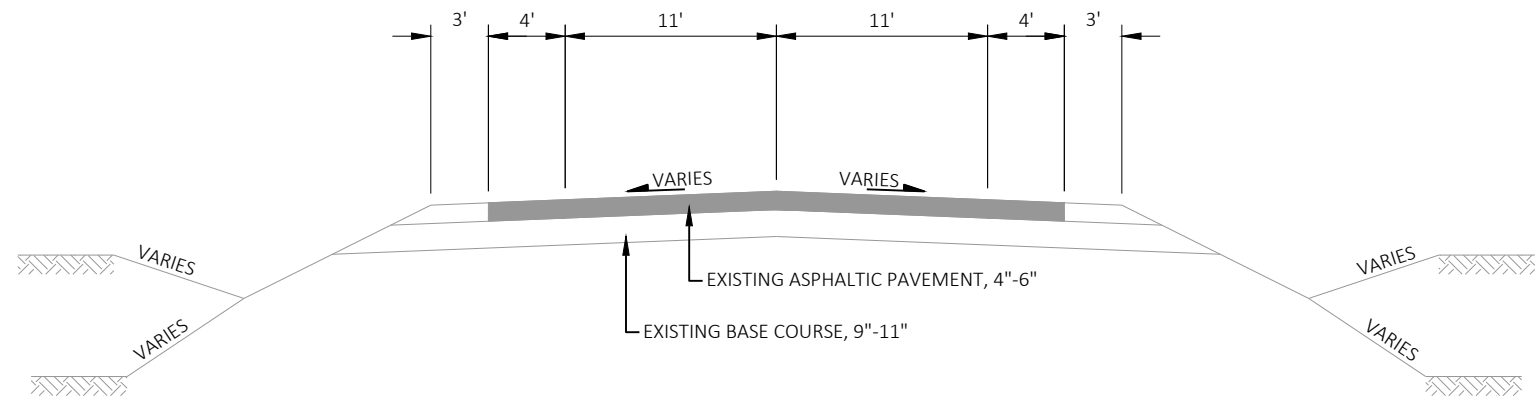 3' 4' 11' 11' 4' 3'
VARIES VARIES
VARIES VARIES
EXISTING ASPHALTIC PAVEMENT, 4"-6"
EXISTING BASE COURSE, 9"-11"
VARIES VARIES